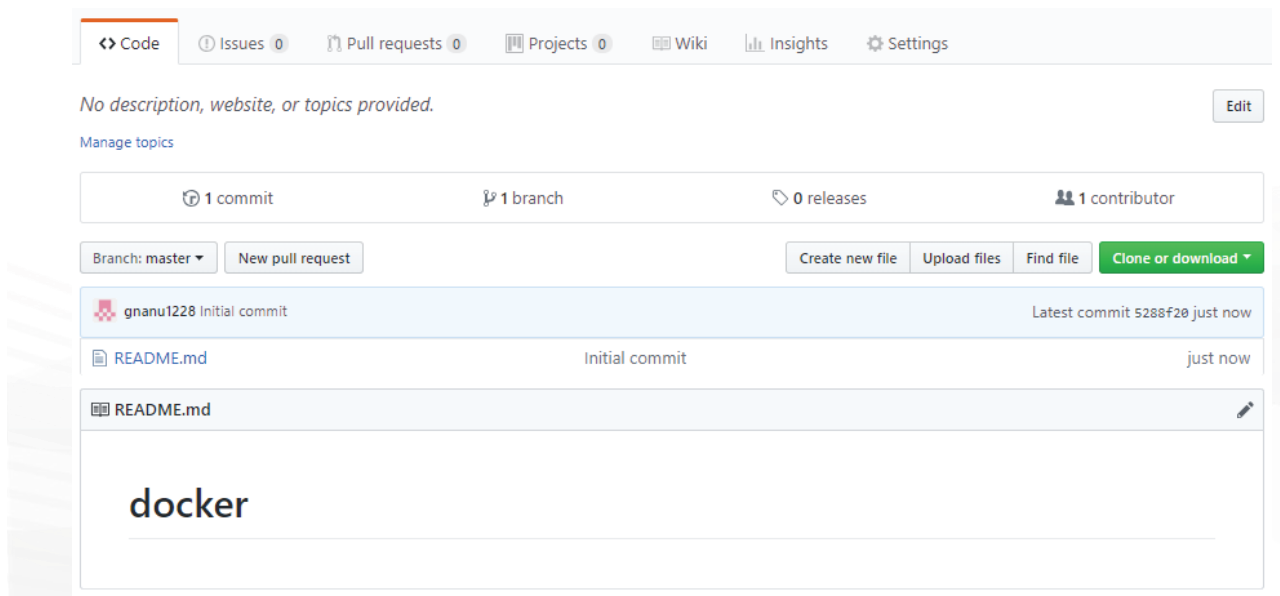 Code Issues 0 Pull requests 0 Projects 0 Wiki Insights Settings
No description, website, or topics provided. Edit
Manage topics
1 commit 1 branch 0 releases 1 contributor
Branch: master New pull request Create new file Upload files Find file Clone or download
gnanu1228 Initial commit Latest commit 5288f20 just now
README.md Initial commit just now
README.md
docker